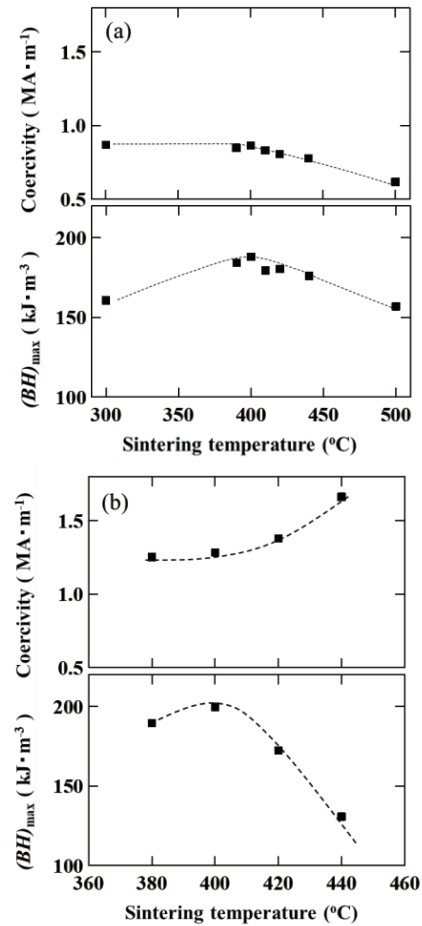 (a)
Coercivity ( MA・m⁻¹)
1.5
1.0
0.5
(BH)max ( kJ・m⁻³ )
200
150
100
300 350 400 450 500
Sintering temperature (°C)
(b)
Coercivity ( MA・m⁻¹)
1.5
1.0
0.5
(BH)max ( kJ・m⁻³ )
200
150
100
360 380 400 420 440 460
Sintering temperature (°C)